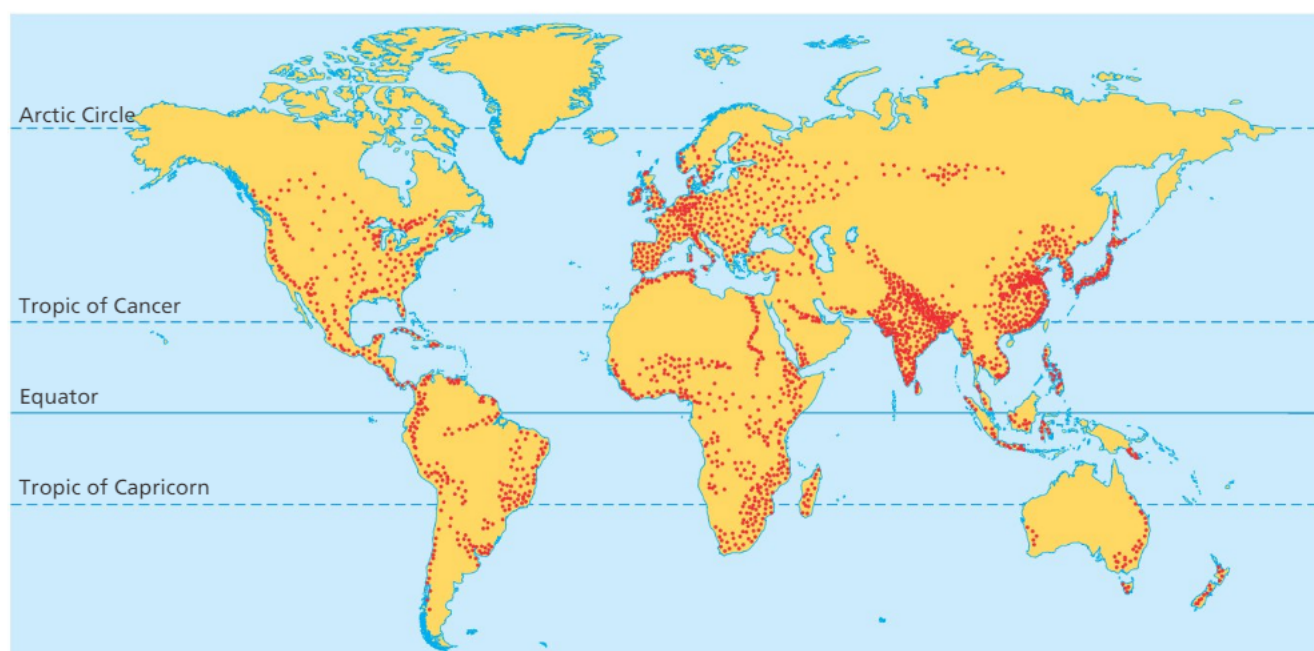 Arctic Circle
Tropic of Cancer
Equator
Tropic of Capricorn